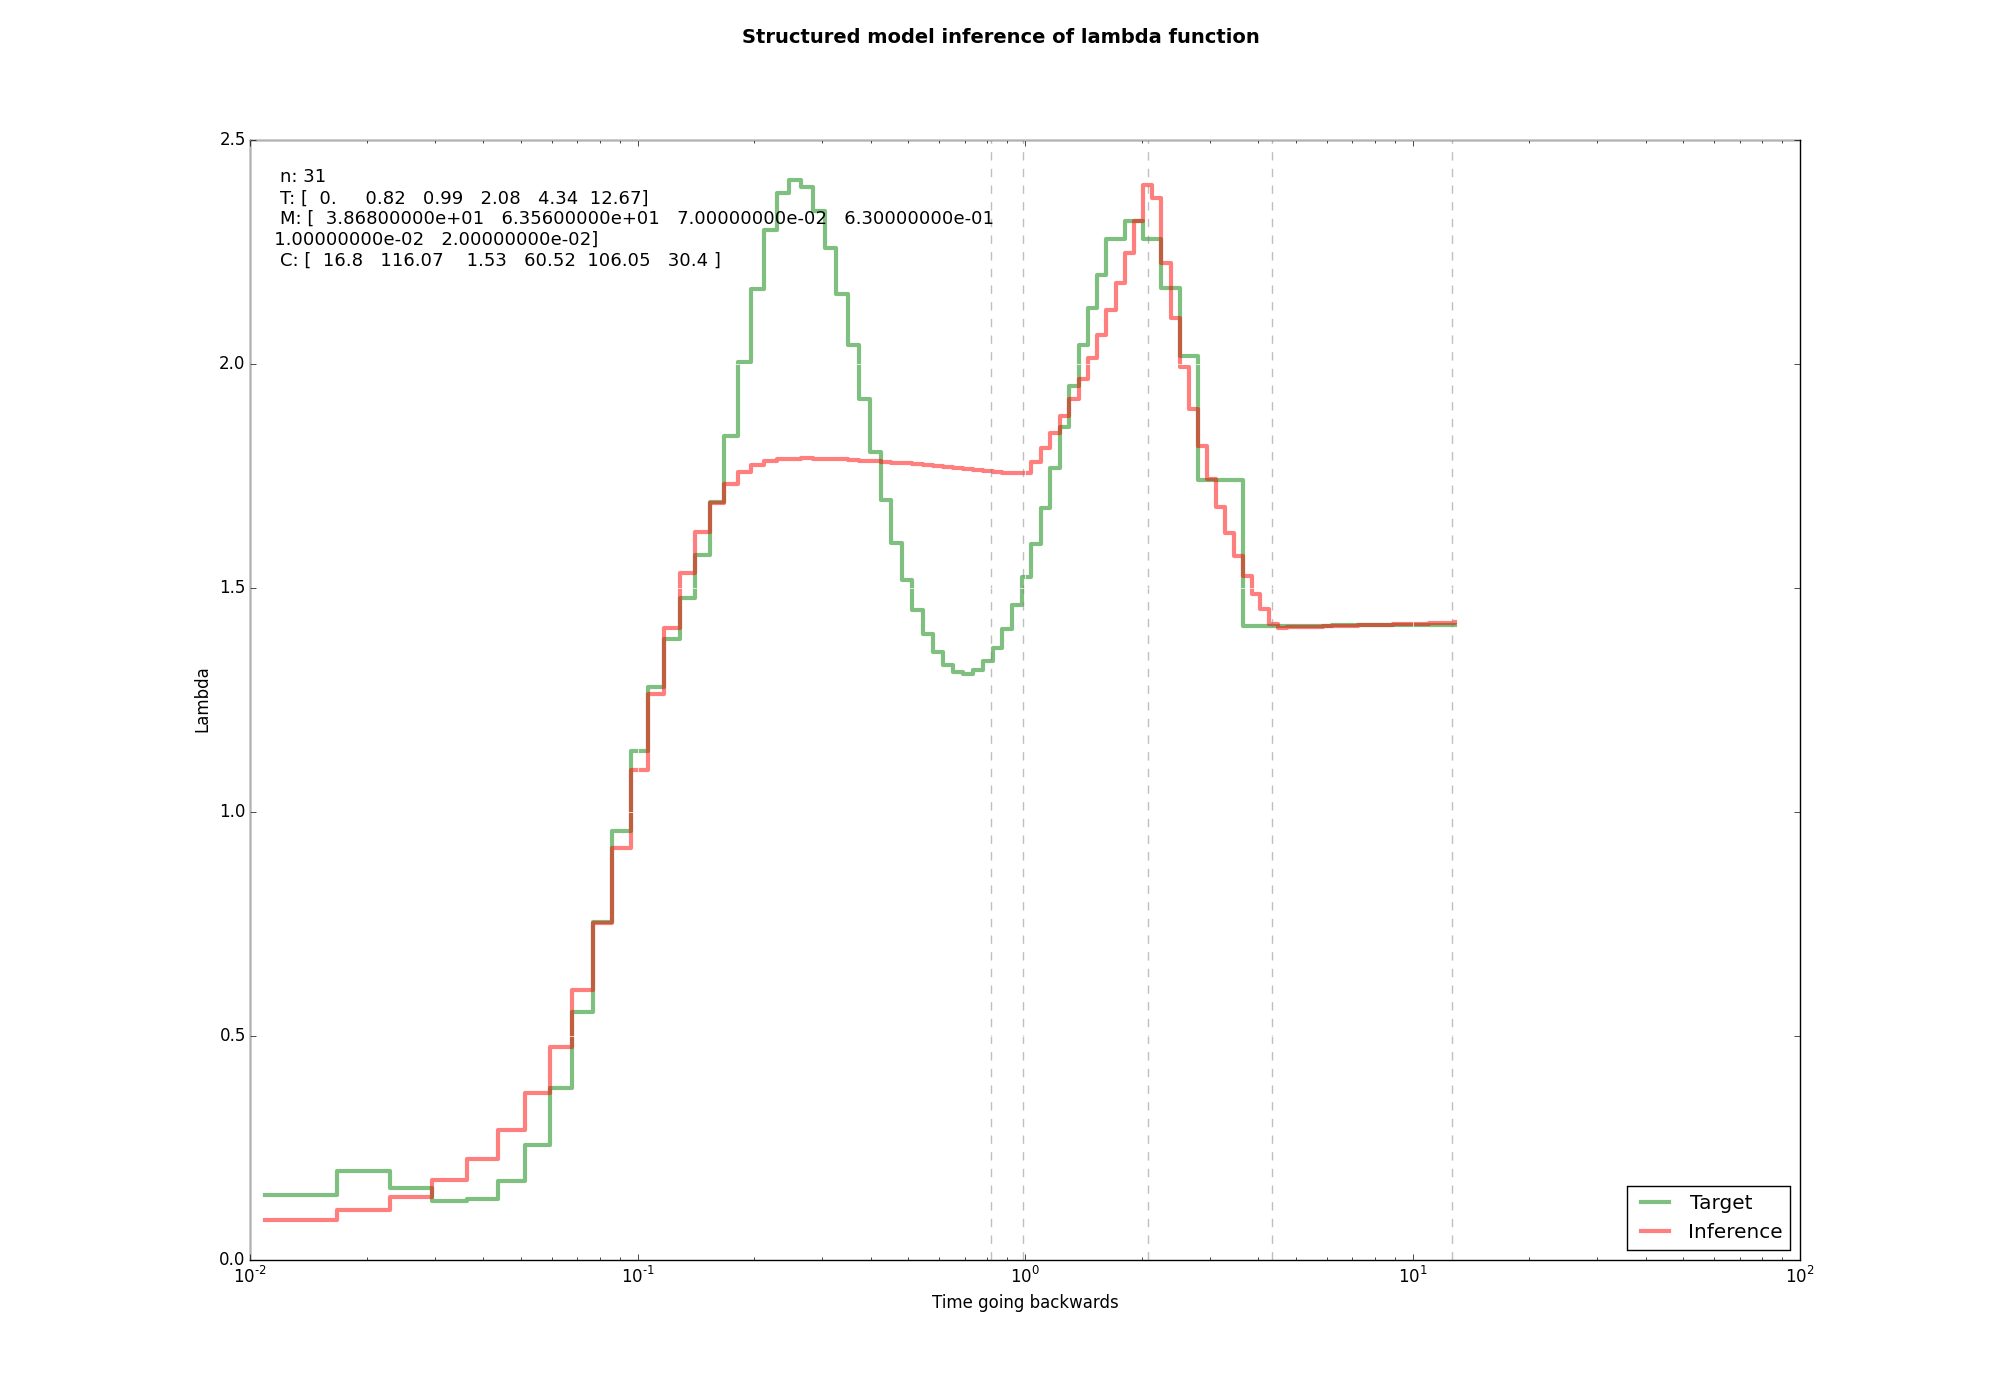 Structured model inference of lambda function
n: 31
T: [  0.     0.82   0.99   2.08   4.34  12.67]
M: [  3.86800000e+01   6.35600000e+01   7.00000000e-02   6.30000000e-01
1.00000000e-02   2.00000000e-02]
C: [  16.8   116.07    1.53   60.52  106.05   30.4 ]
2.5
2.0
1.5
1.0
0.5
0.0
Lambda
10^-2
10^-1
10^0
10^1
10^2
Time going backwards
Target
Inference